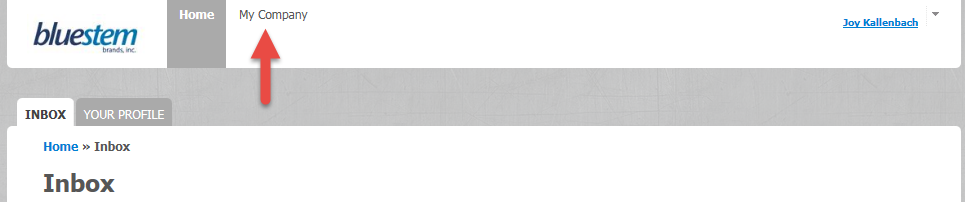 bluestem
brands, inc.
Home
My Company
Joy Kallenbach
INBOX
YOUR PROFILE
Home » Inbox
Inbox